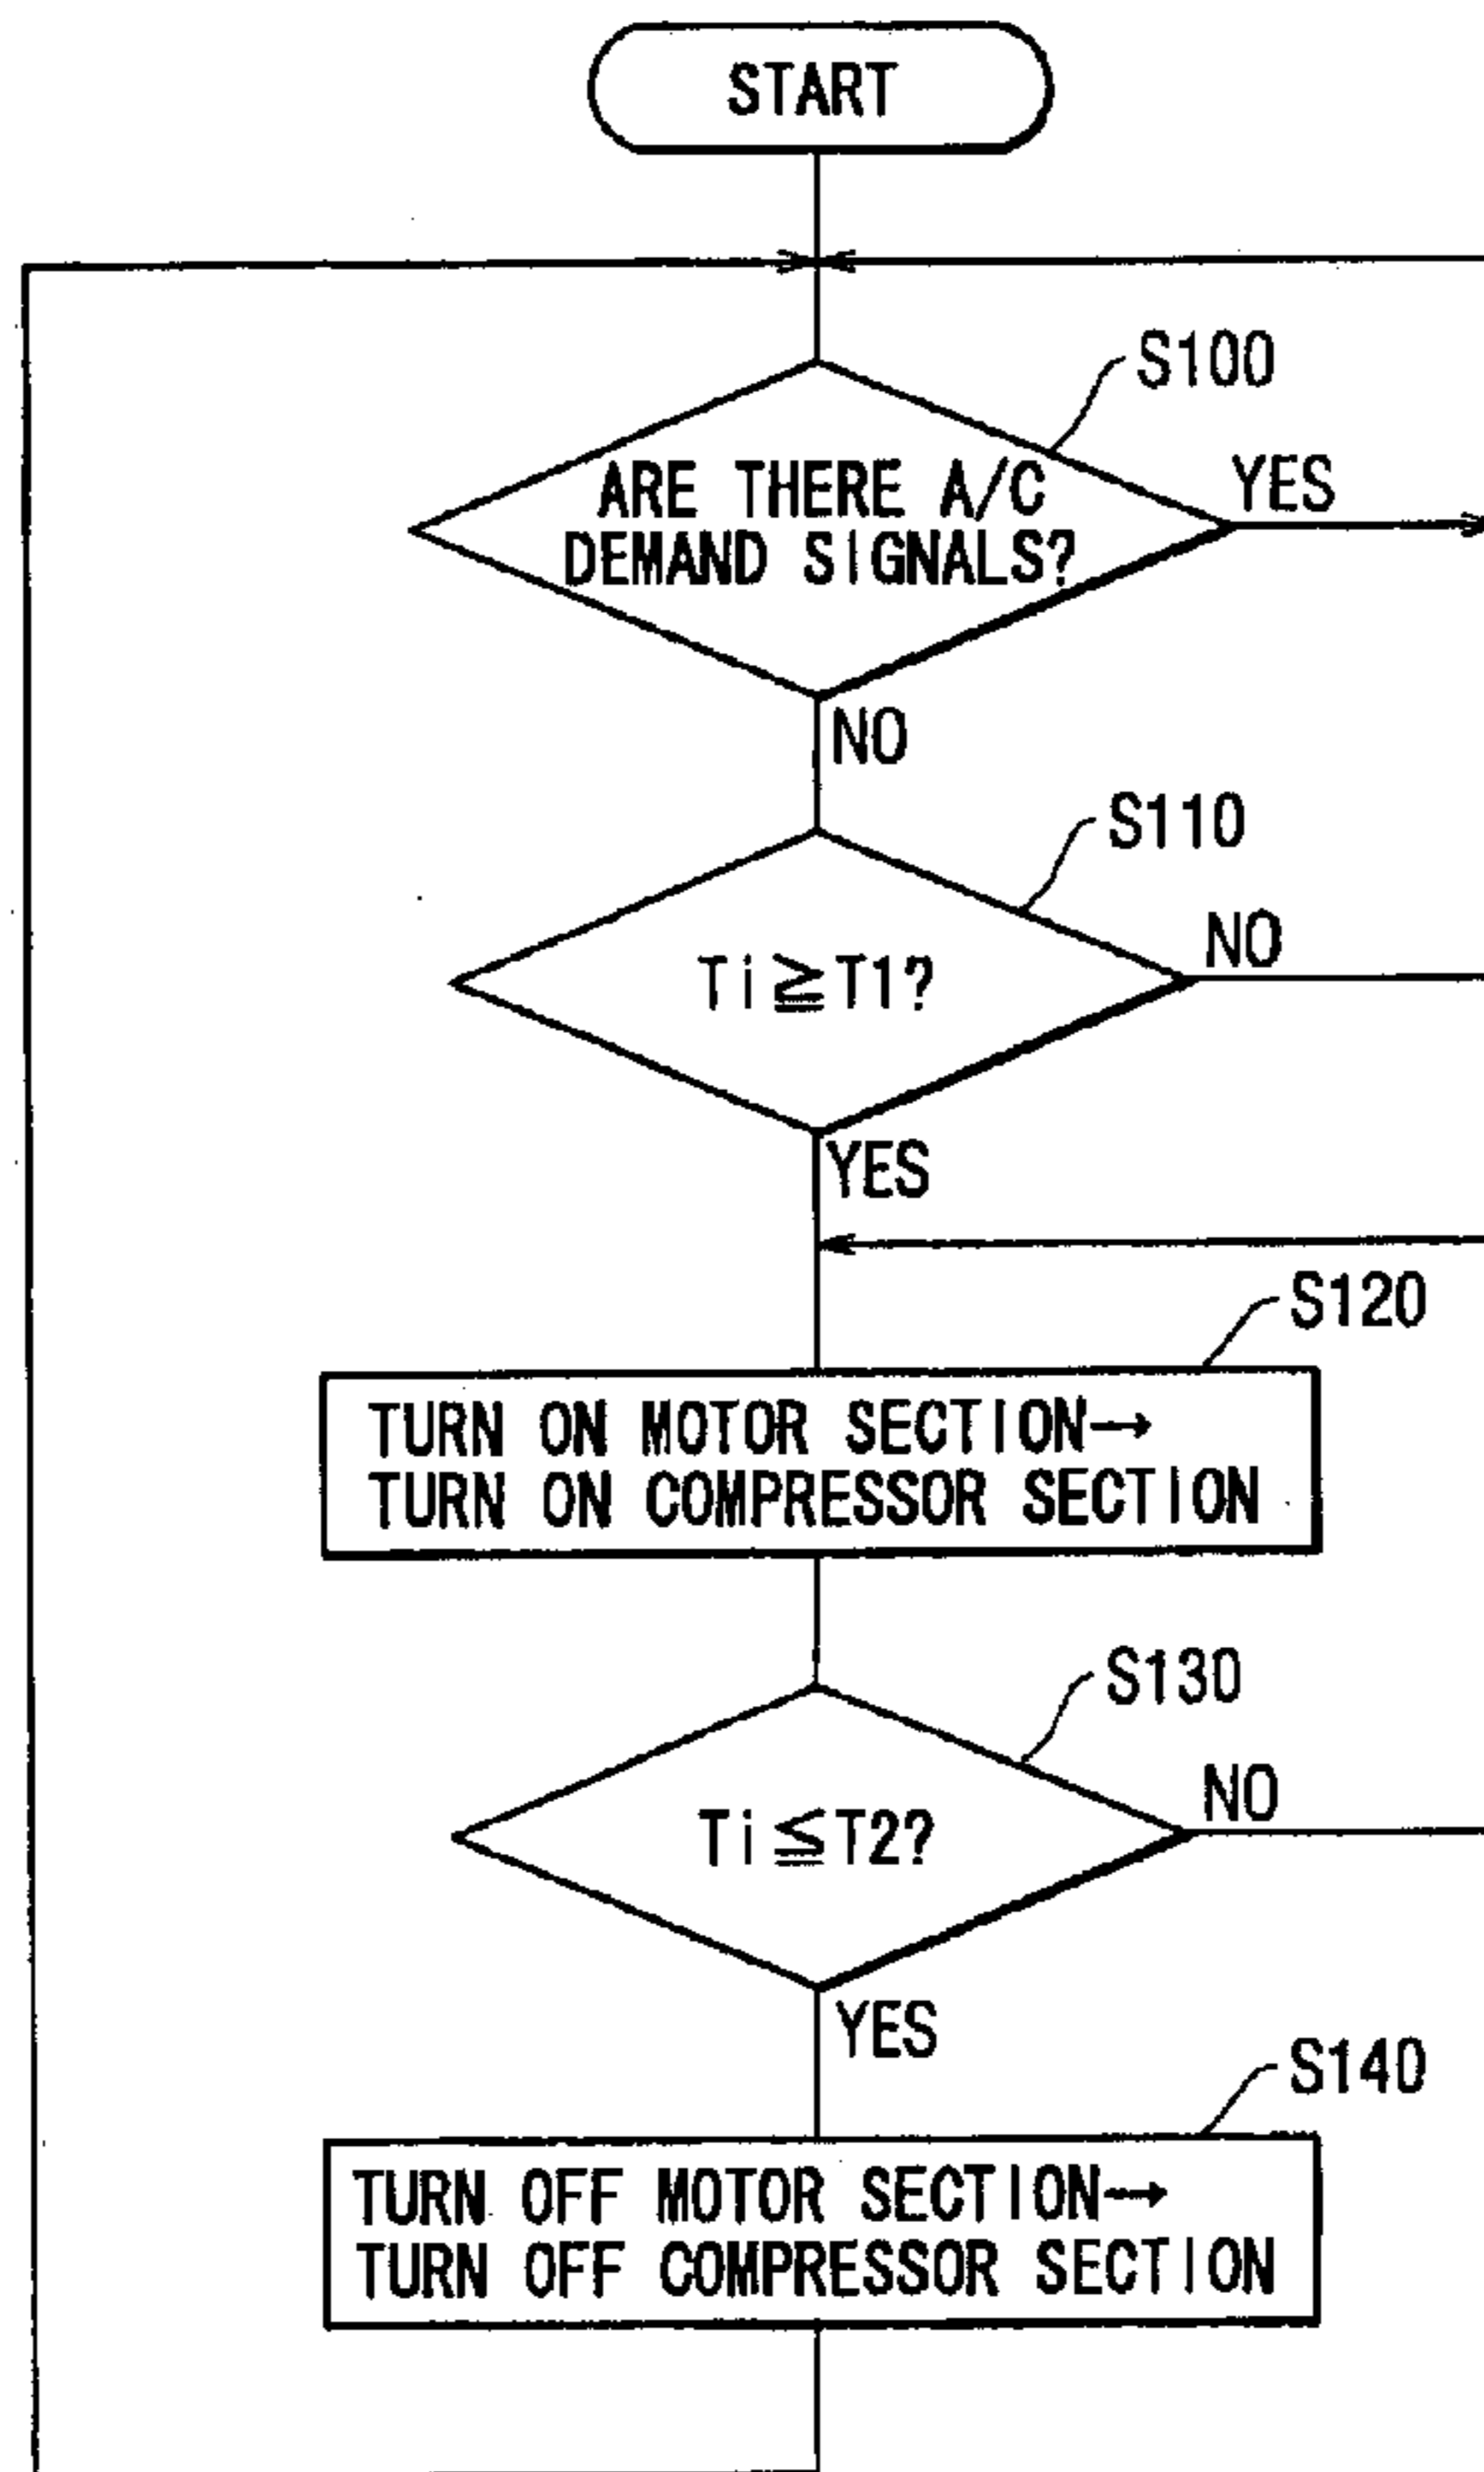 START
S100
ARE THERE A/C
DEMAND SIGNALS?
YES
NO
S110
Ti≧T1?
NO
YES
S120
TURN ON MOTOR SECTION→
TURN ON COMPRESSOR SECTION
S130
Ti≦T2?
NO
YES
S140
TURN OFF MOTOR SECTION→
TURN OFF COMPRESSOR SECTION